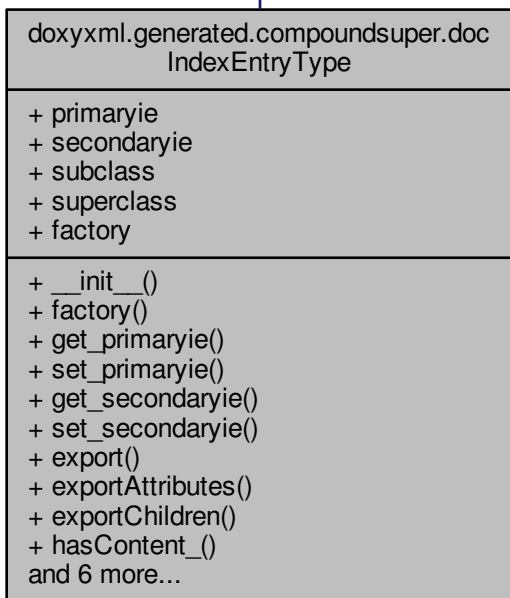 doxyxml.generated.compoundsuper.doc
IndexEntryType
+ primaryie
+ secondaryie
+ subclass
+ superclass
+ factory
+ __init__()
+ factory()
+ get_primaryie()
+ set_primaryie()
+ get_secondaryie()
+ set_secondaryie()
+ export()
+ exportAttributes()
+ exportChildren()
+ hasContent_()
and 6 more...